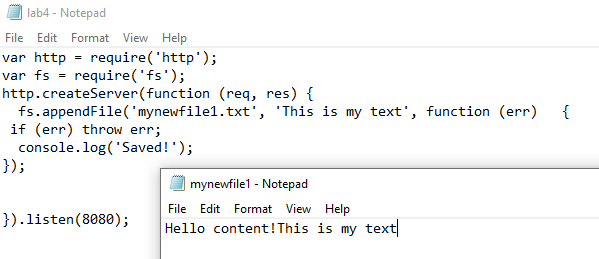 lab4 - Notepad
File Edit Format View Help
var http = require('http');
var fs = require('fs');
http.createServer(function (req, res) {
  fs.appendFile('mynewfile1.txt', 'This is my text', function (err)   {
 if (err) throw err;
  console.log('Saved!');
});
}).listen(8080);
mynewfile1 - Notepad
File Edit Format View Help
Hello content!This is my text